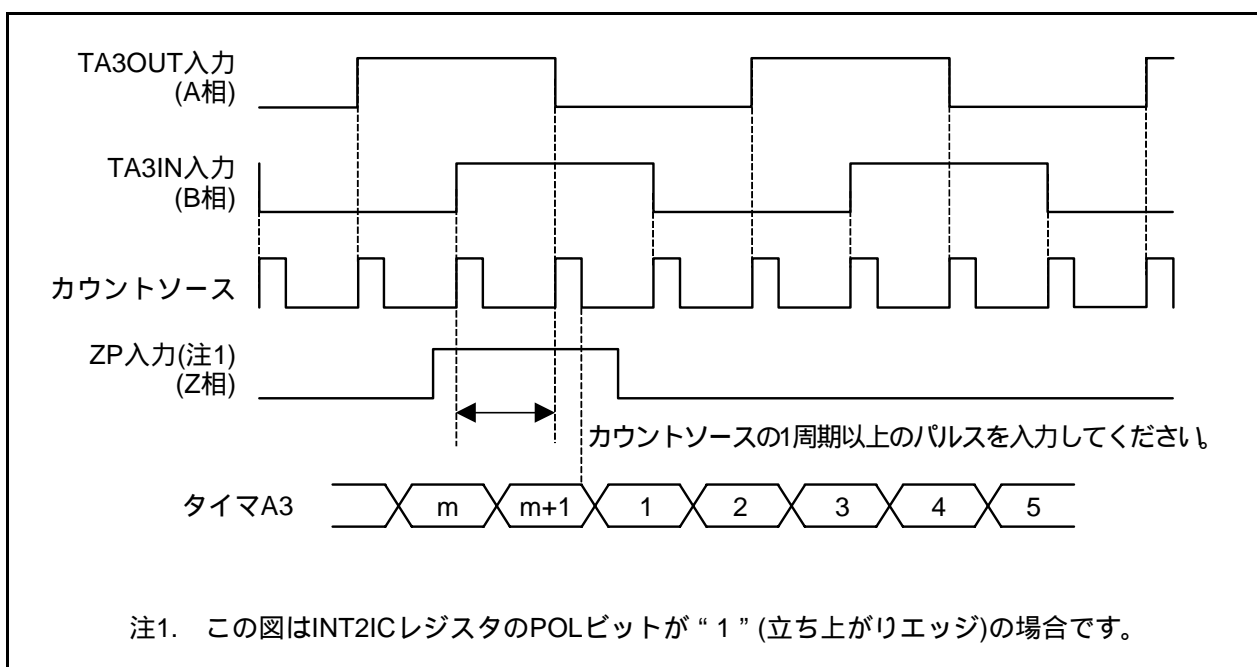 TA3OUT入力
(A相)
TA3IN入力
(B相)
カウントソース
ZP入力(注1)
(Z相)
カウントソースの1周期以上のパルスを入力してください。
タイマA3 m m+1 1 2 3 4 5
注1. この図はINT2ICレジスタのPOLビットが“1”(立ち上がりエッジ)の場合です。